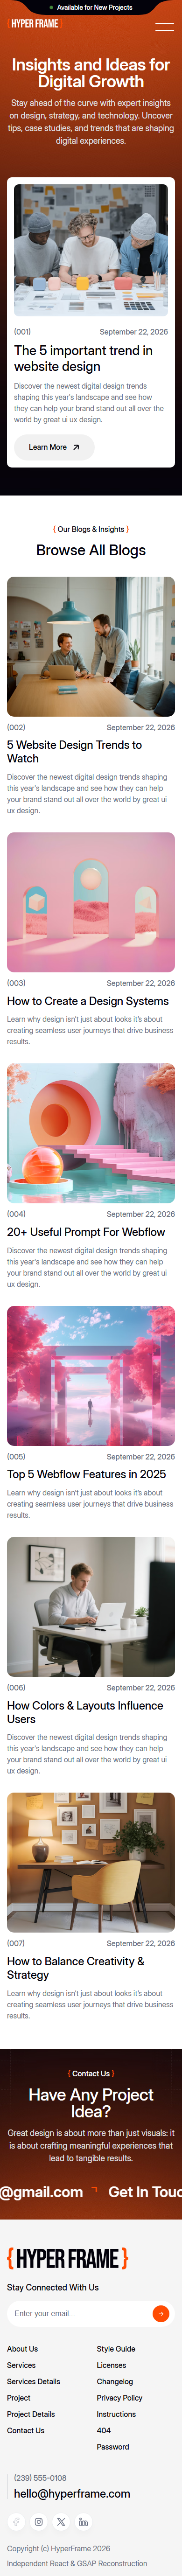 Available for New Projects
{ HYPER FRAME }
Insights and Ideas for
Digital Growth
Stay ahead of the curve with expert insights
on design, strategy, and technology. Uncover
tips, case studies, and trends that are shaping
digital experiences.
(001) September 22, 2026
The 5 important trend in
website design
Discover the newest digital design trends
shaping this year's landscape and see how
they can help your brand stand out all over the
world by great ui ux design.
Learn More
{ Our Blogs & Insights }
Browse All Blogs
(002) September 22, 2026
5 Website Design Trends to
Watch
Discover the newest digital design trends shaping
this year's landscape and see how they can help
your brand stand out all over the world by great ui
ux design.
(003) September 22, 2026
How to Create a Design Systems
Learn why design isn't just about looks it's about
creating seamless user journeys that drive business
results.
(004) September 22, 2026
20+ Useful Prompt For Webflow
Discover the newest digital design trends shaping
this year's landscape and see how they can help
your brand stand out all over the world by great ui
ux design.
(005) September 22, 2026
Top 5 Webflow Features in 2025
Learn why design isn't just about looks it's about
creating seamless user journeys that drive business
results.
(006) September 22, 2026
How Colors & Layouts Influence
Users
Discover the newest digital design trends shaping
this year's landscape and see how they can help
your brand stand out all over the world by great ui
ux design.
(007) September 22, 2026
How to Balance Creativity &
Strategy
Learn why design isn't just about looks it's about
creating seamless user journeys that drive business
results.
{ Contact Us }
Have Any Project
Idea?
Great design is about more than just visuals: it
is about crafting meaningful experiences that
lead to tangible results.
@gmail.com Get In Touc
{ HYPER FRAME }
Stay Connected With Us
Enter your email...
About Us Style Guide
Services Licenses
Services Details Changelog
Project Privacy Policy
Project Details Instructions
Contact Us 404
Password
(239) 555-0108
hello@hyperframe.com
Copyright (c) HyperFrame 2026
Independent React & GSAP Reconstruction